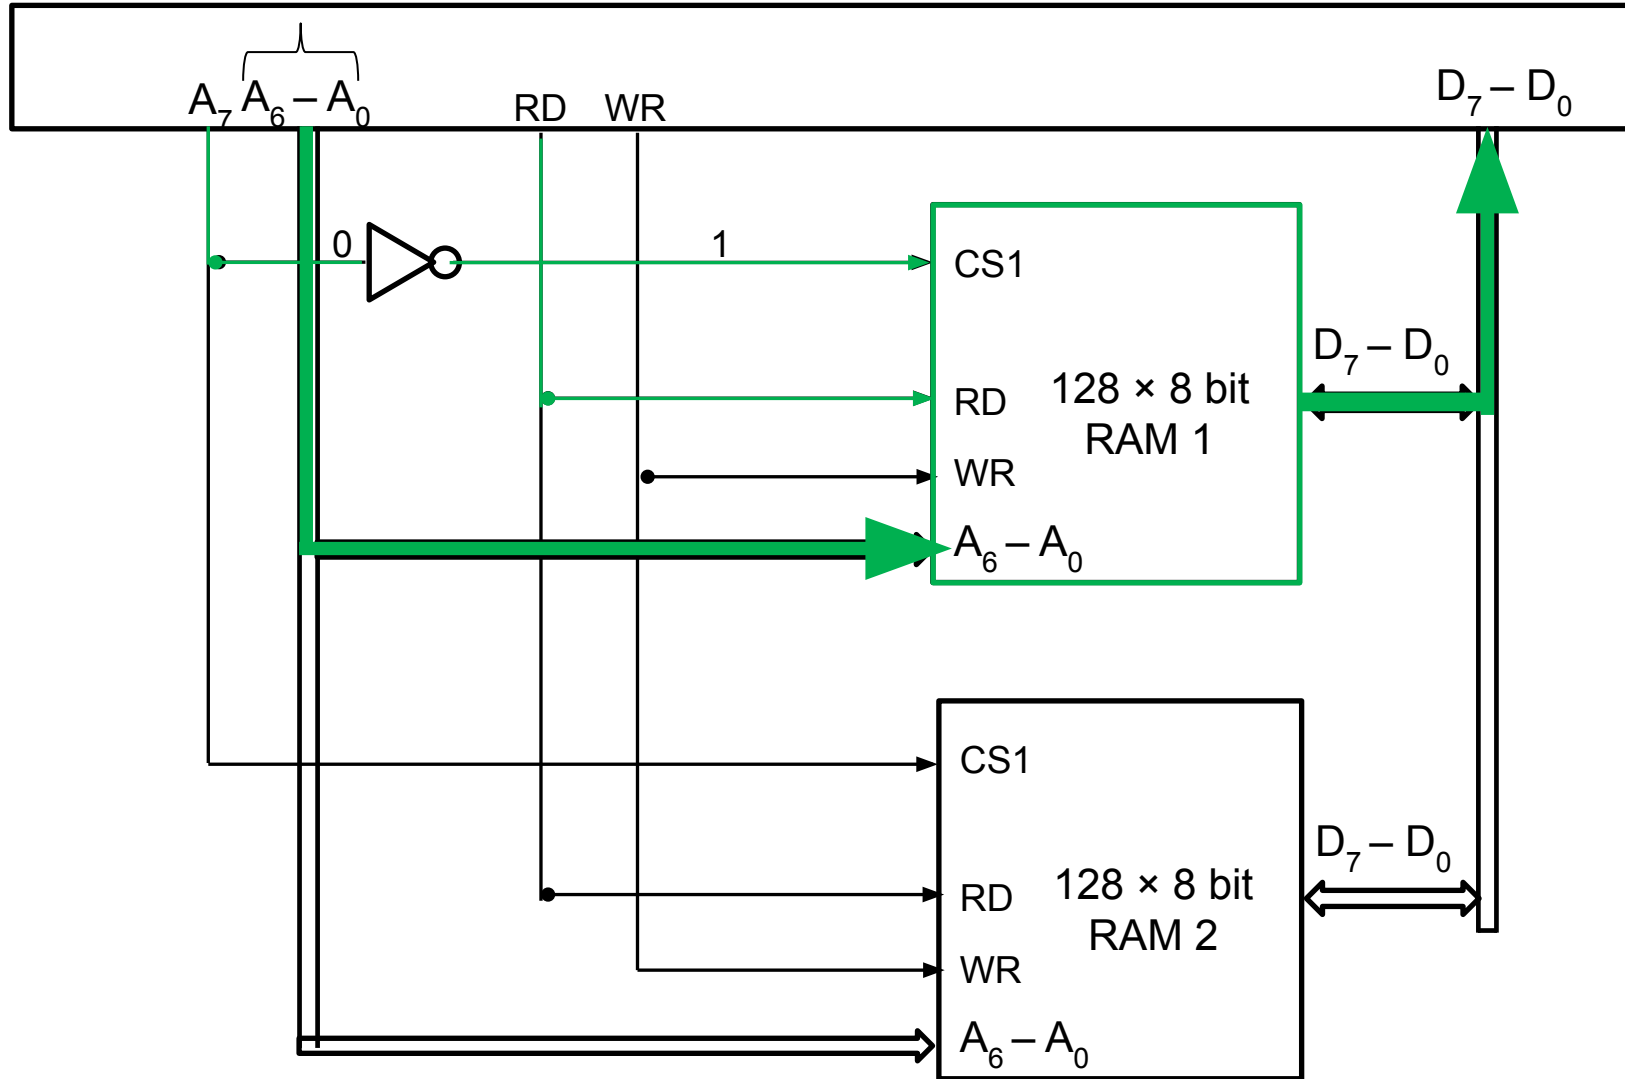 A₇ A₆ – A₀ RD WR D₇ – D₀
0 1
CS1
D₇ – D₀
RD
128 × 8 bit
RAM 1
WR
A₆ – A₀
CS1
D₇ – D₀
RD
128 × 8 bit
RAM 2
WR
A₆ – A₀